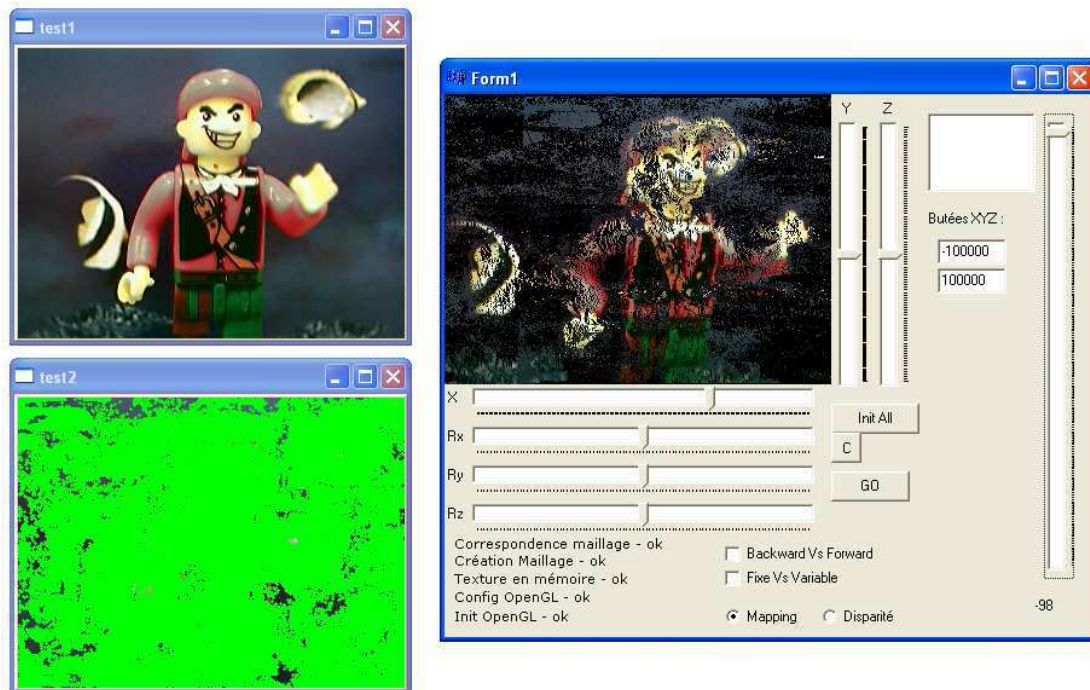 test1
test2
Form1
Y Z
Butées XYZ :
-100000
100000
X
Rx
Ry
Rz
Init All
C
GO
Correspondence maillage - ok
Création Maillage - ok
Texture en mémoire - ok
Config OpenGL - ok
Init OpenGL - ok
Backward Vs Forward
Fixe Vs Variable
Mapping Disparité
-98